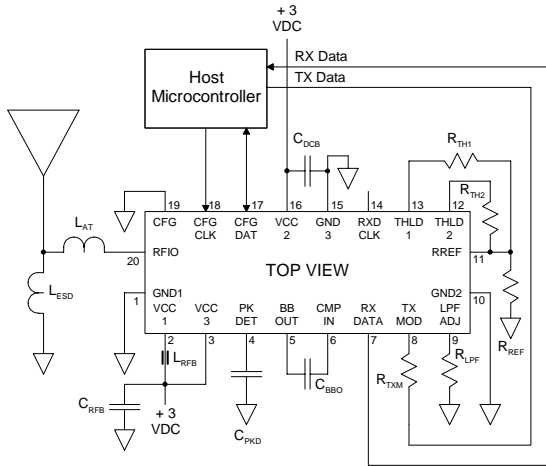 + 3
VDC
RX Data
TX Data
Host
Microcontroller
CDCB
RTH1
RTH2
19
18
17
16
15
14
13
12
CFG
CFG
CLK
CFG
DAT
VCC
2
GND
3
RXD
CLK
THLD
1
THLD
2
LAT
20
RFIO
RREF
11
TOP VIEW
LESD
1
GND1
GND2
10
VCC
1
VCC
3
PK
DET
BB
OUT
CMP
IN
RX
DATA
TX
MOD
LPF
ADJ
2
3
4
5
6
7
8
9
RREF
LRFB
CBBO
RTXM
RLPF
CRFB
+ 3
VDC
CPKD